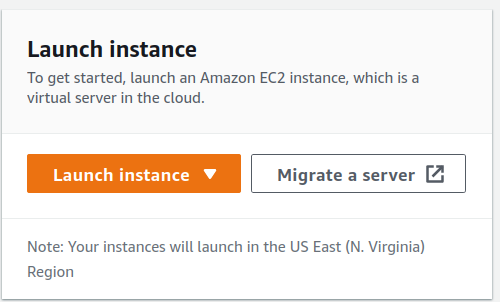 Launch instance
To get started, launch an Amazon EC2 instance, which is a
virtual server in the cloud.
Launch instance
Migrate a server
Note: Your instances will launch in the US East (N. Virginia)
Region